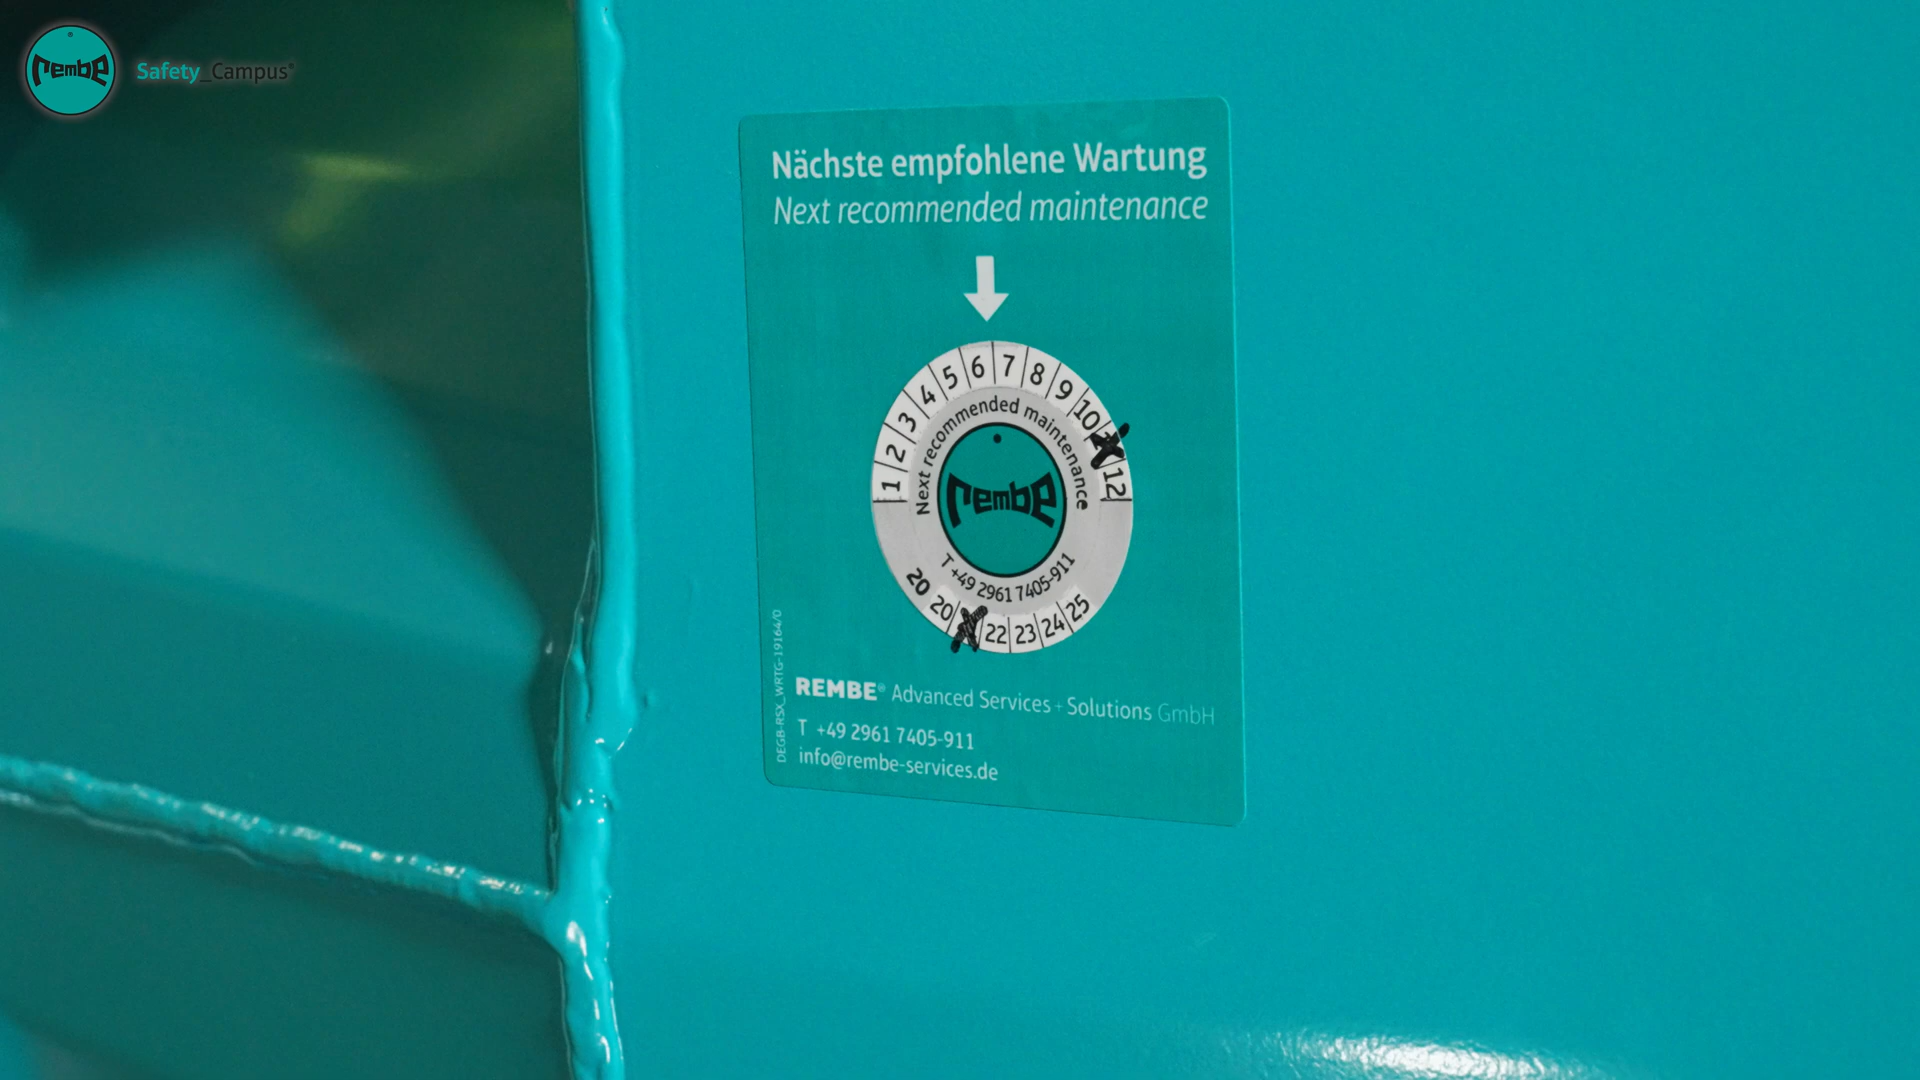 rembe
Safety_Campus®
Nächste empfohlene Wartung
Next recommended maintenance
1 2 3 4 5 6 7 8 9 10 12
Next recommended maintenance
rembe
T +49 2961 7405-911
20 20 22 23 24 25
REMBE® Advanced Services + Solutions GmbH
T +49 2961 7405-911
info@rembe-services.de
DEGB-RSX_WRTG-19164/0